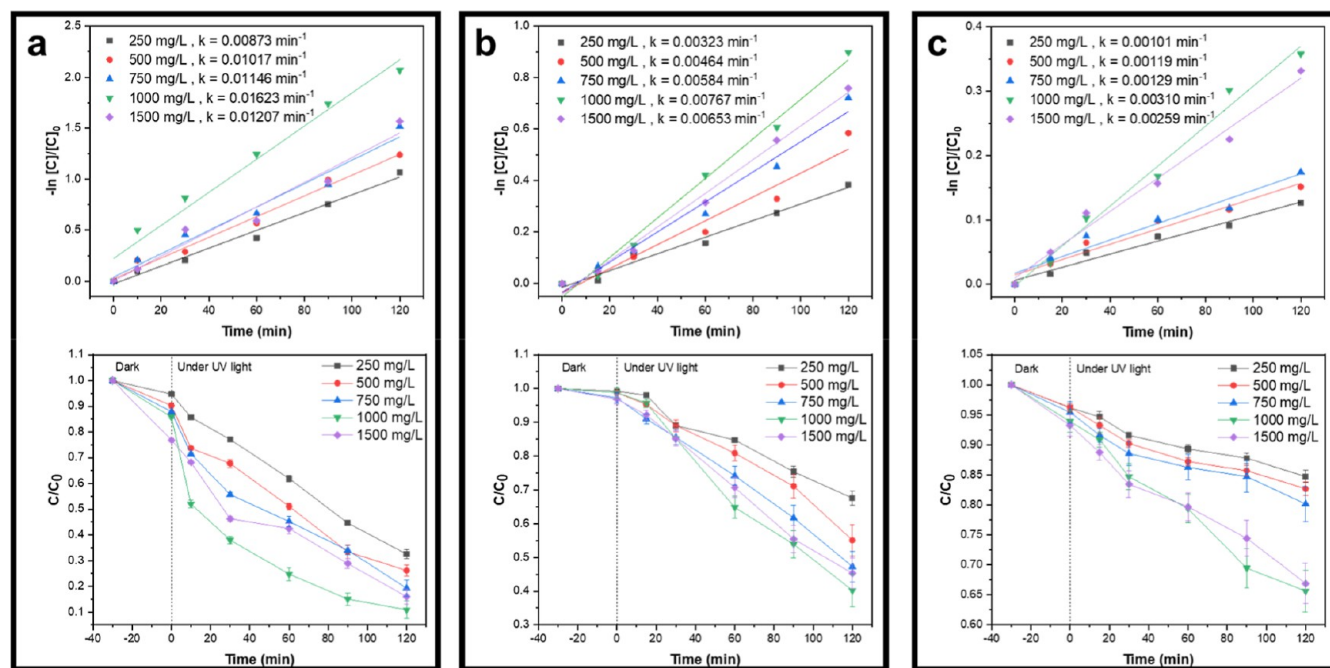 a
250 mg/L , k = 0.00873 min⁻¹
500 mg/L , k = 0.01017 min⁻¹
750 mg/L , k = 0.01146 min⁻¹
1000 mg/L , k = 0.01623 min⁻¹
1500 mg/L , k = 0.01207 min⁻¹
-ln [C]/[C]₀
2.5
2.0
1.5
1.0
0.5
0.0
0 20 40 60 80 100 120
Time (min)
Dark
Under UV light
250 mg/L
500 mg/L
750 mg/L
1000 mg/L
1500 mg/L
C/C₀
1.1
1.0
0.9
0.8
0.7
0.6
0.5
0.4
0.3
0.2
0.1
-40 -20 0 20 40 60 80 100 120
Time (min)
b
250 mg/L , k = 0.00323 min⁻¹
500 mg/L , k = 0.00464 min⁻¹
750 mg/L , k = 0.00584 min⁻¹
1000 mg/L , k = 0.00767 min⁻¹
1500 mg/L , k = 0.00653 min⁻¹
-ln [C]/[C]₀
1.0
0.8
0.6
0.4
0.2
0.0
0 20 40 60 80 100 120
Time (min)
Dark
Under UV light
250 mg/L
500 mg/L
750 mg/L
1000 mg/L
1500 mg/L
C/C₀
1.1
1.0
0.9
0.8
0.7
0.6
0.5
0.4
0.3
-40 -20 0 20 40 60 80 100 120
Time (min)
c
250 mg/L , k = 0.00101 min⁻¹
500 mg/L , k = 0.00119 min⁻¹
750 mg/L , k = 0.00129 min⁻¹
1000 mg/L , k = 0.00310 min⁻¹
1500 mg/L , k = 0.00259 min⁻¹
-ln [C]/[C]₀
0.4
0.3
0.2
0.1
0.0
0 20 40 60 80 100 120
Time (min)
Dark
Under UV light
250 mg/L
500 mg/L
750 mg/L
1000 mg/L
1500 mg/L
C/C₀
1.05
1.00
0.95
0.90
0.85
0.80
0.75
0.70
0.65
0.60
-40 -20 0 20 40 60 80 100 120
Time (min)